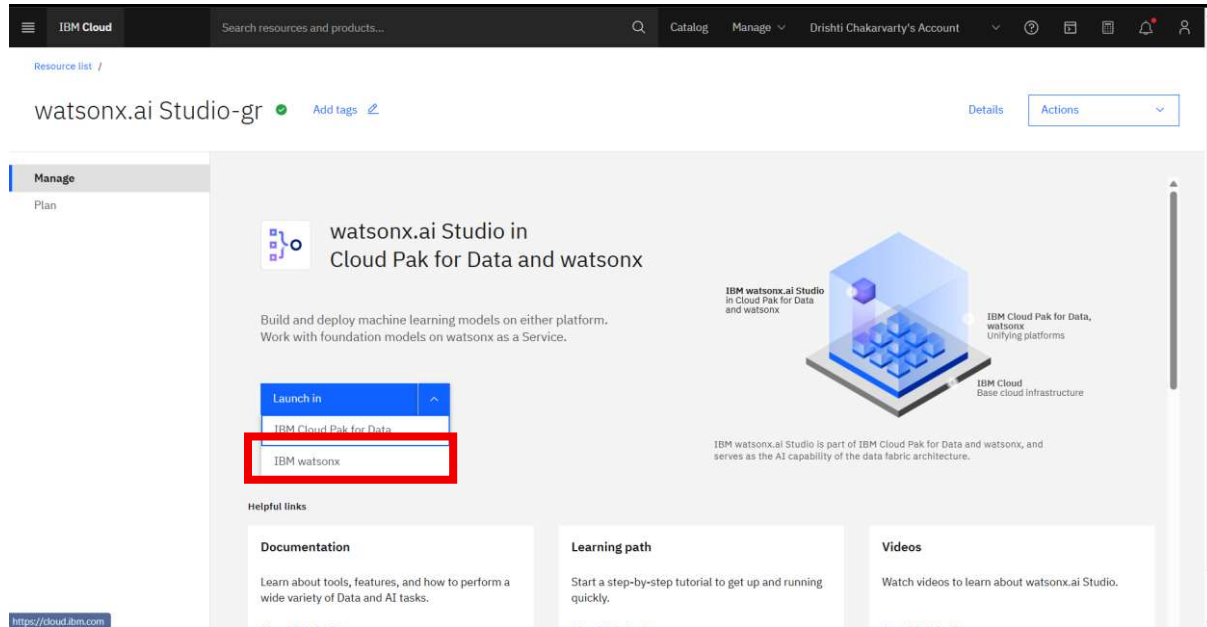 IBM Cloud
Search resources and products...
Catalog
Manage
Drishti Chakarvarty's Account
Resource list /
watsonx.ai Studio-gr
Add tags
Details
Actions
Manage
Plan
watsonx.ai Studio in
Cloud Pak for Data and watsonx
Build and deploy machine learning models on either platform.
Work with foundation models on watsonx as a Service.
Launch in
IBM Cloud Pak for Data
IBM watsonx
IBM watsonx.ai Studio
in Cloud Pak for Data
and watsonx
IBM Cloud Pak for Data,
watsonx
Unifying platforms
IBM Cloud
Base cloud infrastructure
IBM watsonx.ai Studio is part of IBM Cloud Pak for Data and watsonx, and
serves as the AI capability of the data fabric architecture.
Helpful links
Documentation
Learn about tools, features, and how to perform a
wide variety of Data and AI tasks.
Learning path
Start a step-by-step tutorial to get up and running
quickly.
Videos
Watch videos to learn about watsonx.ai Studio.
https://cloud.ibm.com